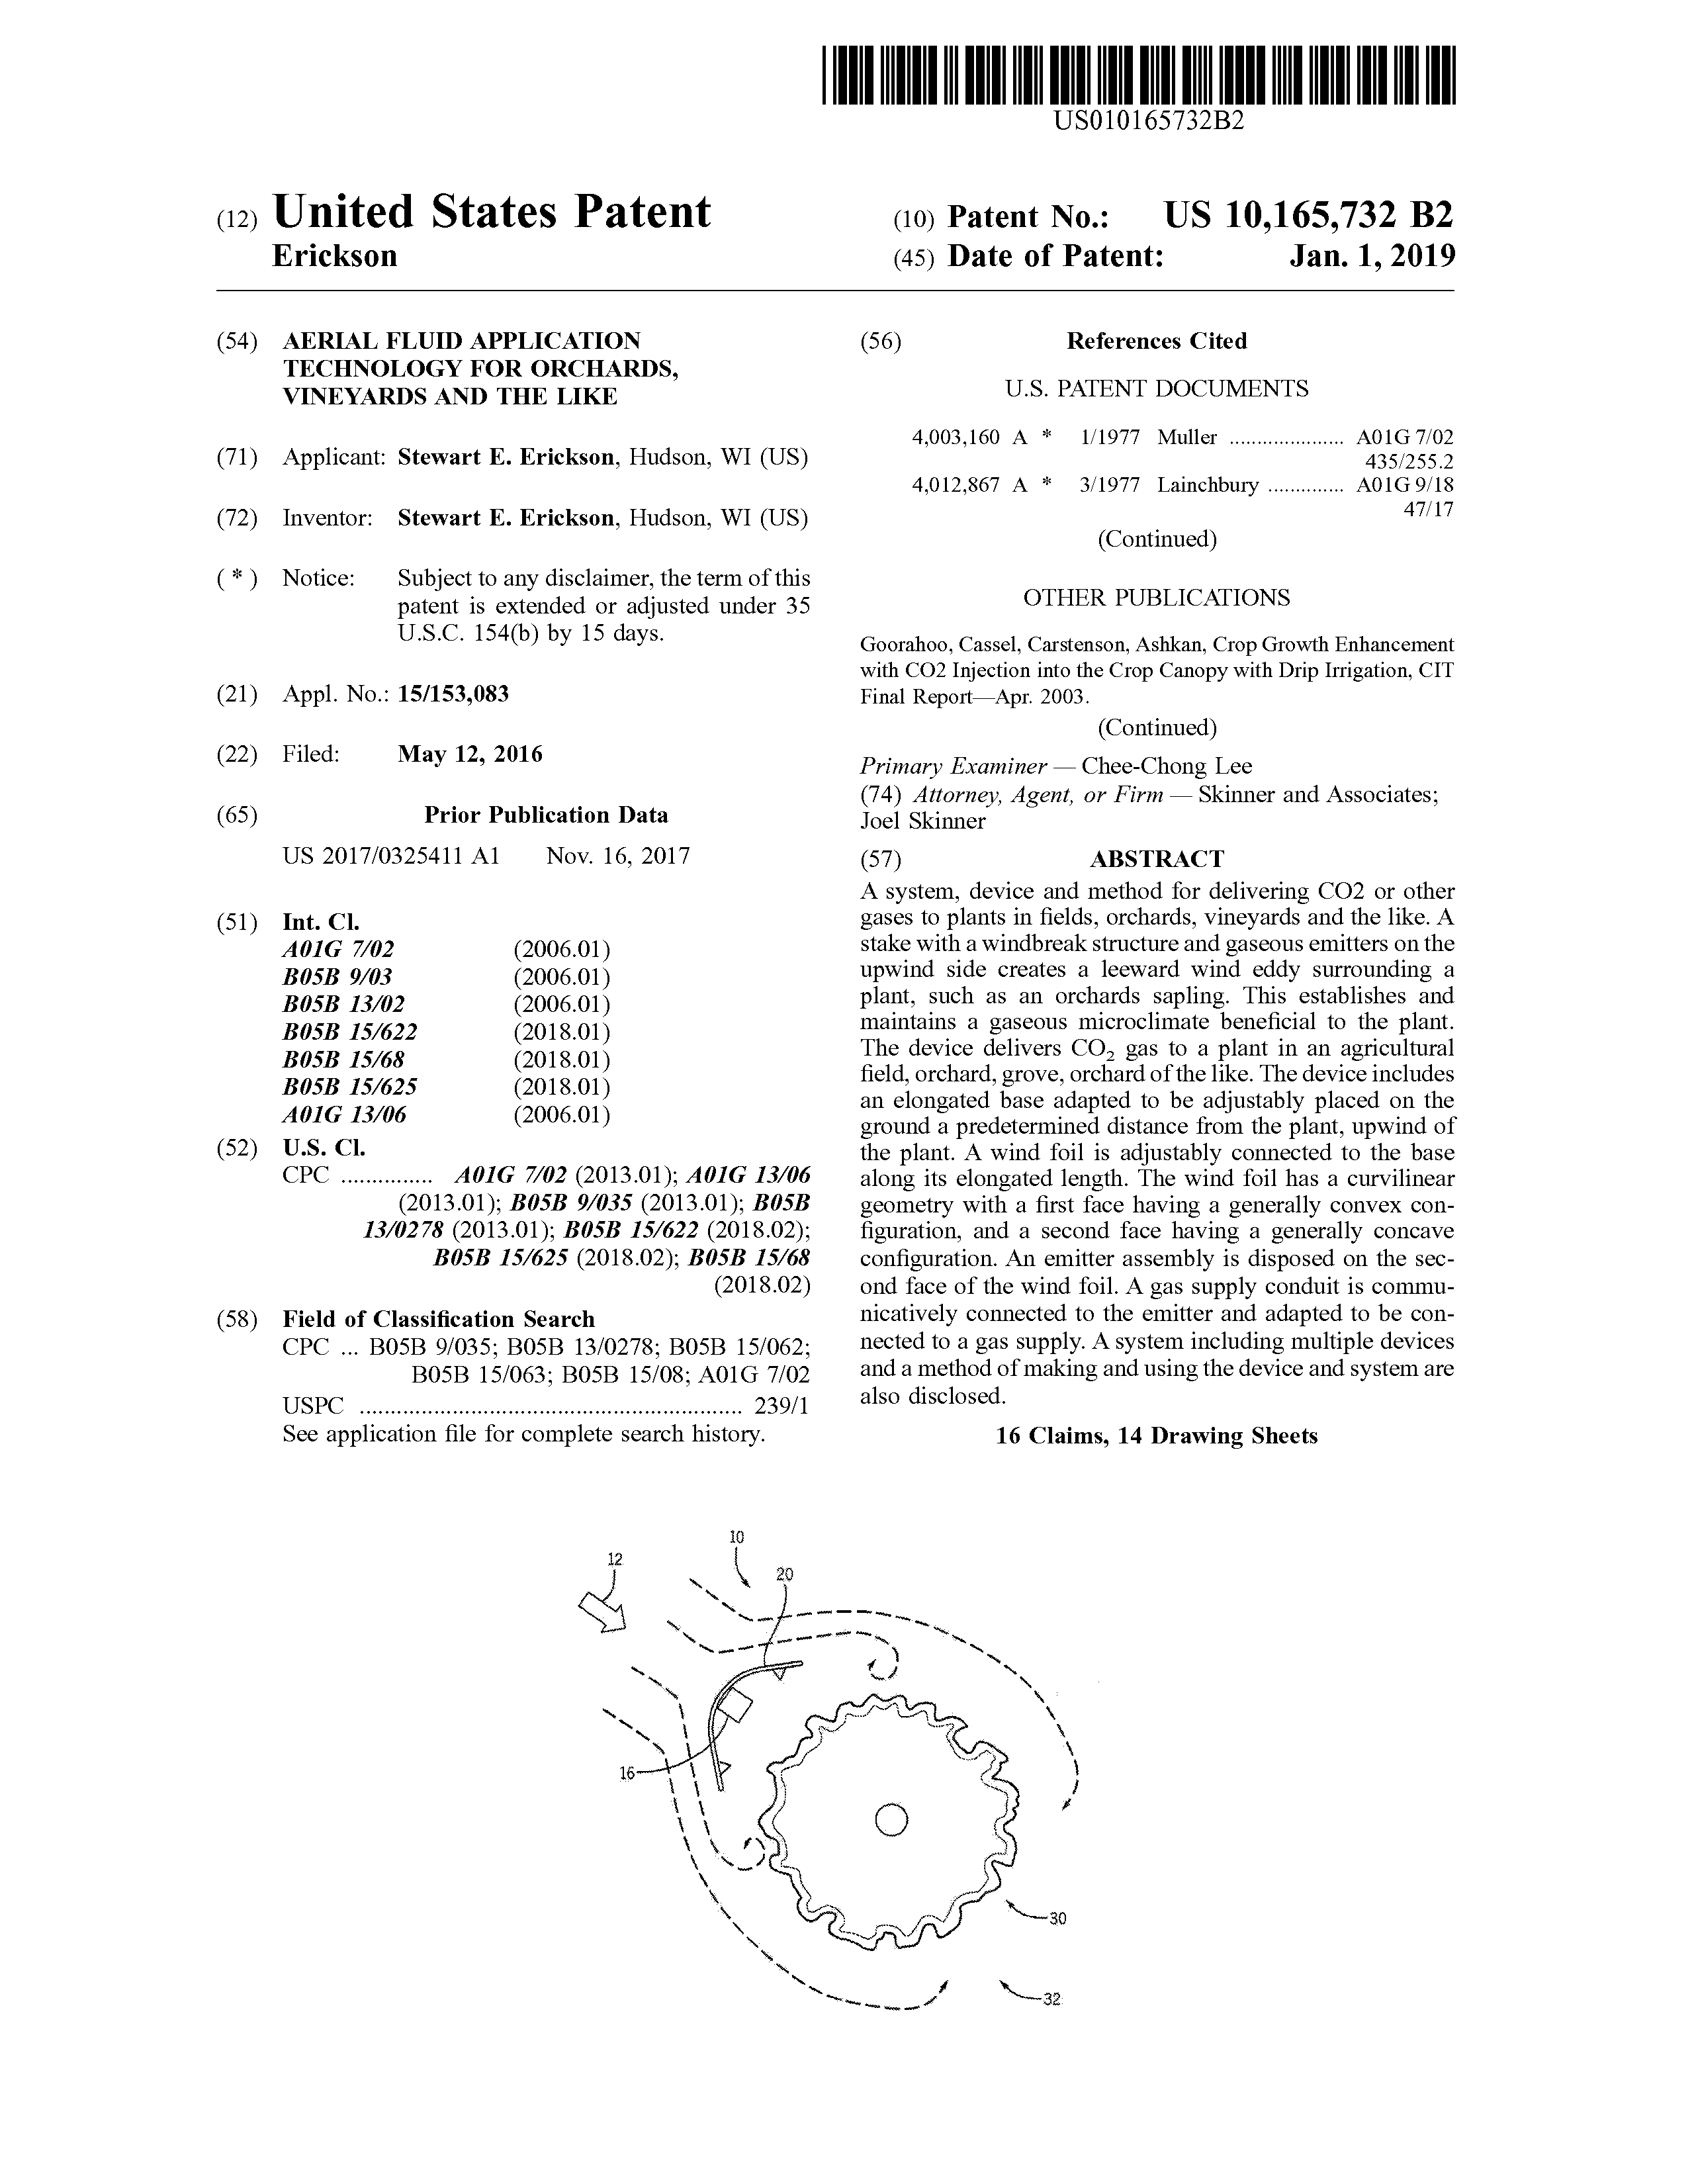 US010165732B2
(12) United States Patent
Erickson
(10) Patent No.: US 10,165,732 B2
(45) Date of Patent: Jan. 1, 2019
(54) AERIAL FLUID APPLICATION
TECHNOLOGY FOR ORCHARDS,
VINEYARDS AND THE LIKE
(71) Applicant: Stewart E. Erickson, Hudson, WI (US)
(72) Inventor: Stewart E. Erickson, Hudson, WI (US)
( * ) Notice: Subject to any disclaimer, the term of this
patent is extended or adjusted under 35
U.S.C. 154(b) by 15 days.
(21) Appl. No.: 15/153,083
(22) Filed: May 12, 2016
(65) Prior Publication Data
US 2017/0325411 A1 Nov. 16, 2017
(51) Int. Cl.
A01G 7/02 (2006.01)
B05B 9/03 (2006.01)
B05B 13/02 (2006.01)
B05B 15/622 (2018.01)
B05B 15/68 (2018.01)
B05B 15/625 (2018.01)
A01G 13/06 (2006.01)
(52) U.S. Cl.
CPC .............. A01G 7/02 (2013.01); A01G 13/06
(2013.01); B05B 9/035 (2013.01); B05B
13/0278 (2013.01); B05B 15/622 (2018.02);
B05B 15/625 (2018.02); B05B 15/68
(2018.02)
(58) Field of Classification Search
CPC ... B05B 9/035; B05B 13/0278; B05B 15/062;
B05B 15/063; B05B 15/08; A01G 7/02
USPC ........................................................ 239/1
See application file for complete search history.
(56) References Cited
U.S. PATENT DOCUMENTS
4,003,160 A * 1/1977 Muller ..................... A01G 7/02
435/255.2
4,012,867 A * 3/1977 Lainchbury .............. A01G 9/18
47/17
(Continued)
OTHER PUBLICATIONS
Goorahoo, Cassel, Carstenson, Ashkan, Crop Growth Enhancement
with CO2 Injection into the Crop Canopy with Drip Irrigation, CIT
Final Report—Apr. 2003.
(Continued)
Primary Examiner — Chee-Chong Lee
(74) Attorney, Agent, or Firm — Skinner and Associates;
Joel Skinner
(57) ABSTRACT
A system, device and method for delivering CO2 or other
gases to plants in fields, orchards, vineyards and the like. A
stake with a windbreak structure and gaseous emitters on the
upwind side creates a leeward wind eddy surrounding a
plant, such as an orchards sapling. This establishes and
maintains a gaseous microclimate beneficial to the plant.
The device delivers CO₂ gas to a plant in an agricultural
field, orchard, grove, orchard of the like. The device includes
an elongated base adapted to be adjustably placed on the
ground a predetermined distance from the plant, upwind of
the plant. A wind foil is adjustably connected to the base
along its elongated length. The wind foil has a curvilinear
geometry with a first face having a generally convex con-
figuration, and a second face having a generally concave
configuration. An emitter assembly is disposed on the sec-
ond face of the wind foil. A gas supply conduit is commu-
nicatively connected to the emitter and adapted to be con-
nected to a gas supply. A system including multiple devices
and a method of making and using the device and system are
also disclosed.
16 Claims, 14 Drawing Sheets
10
12
20
16
30
32